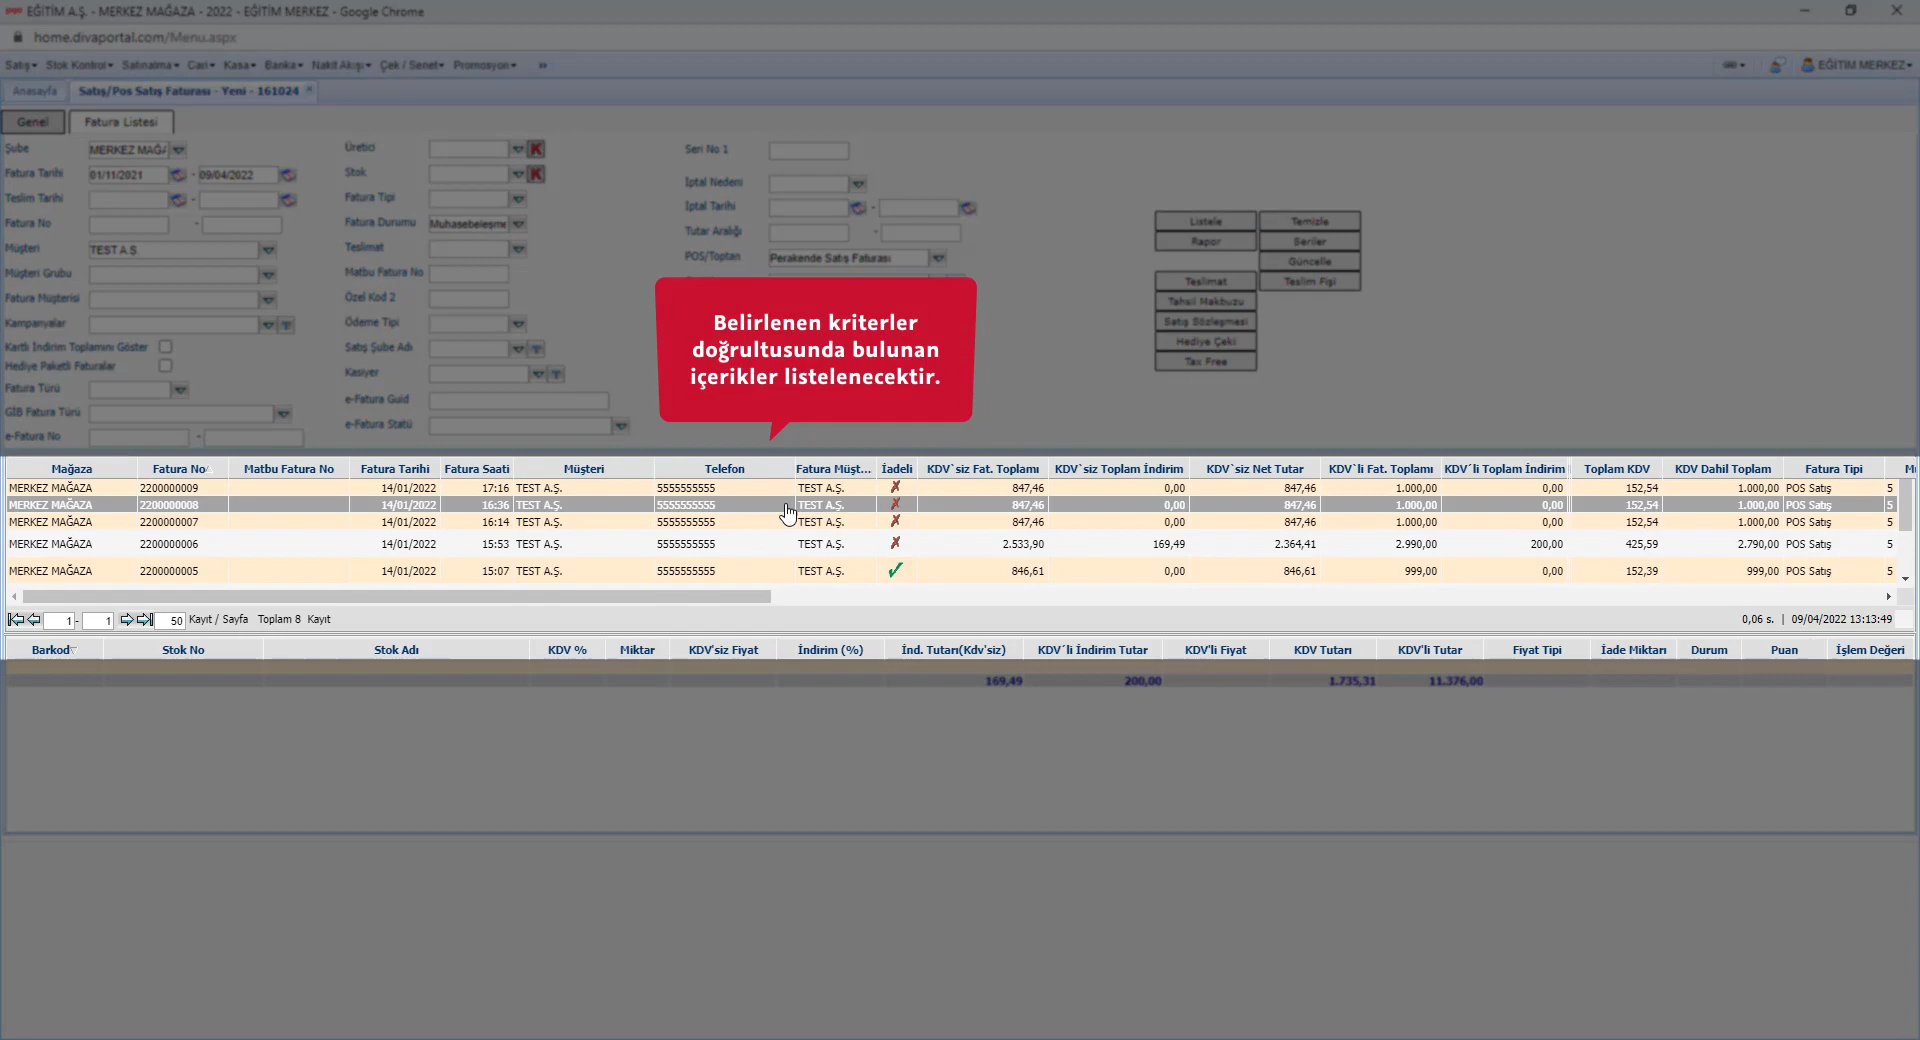 EĞİTİM A.Ş. - MERKEZ MAĞAZA - 2022 - EĞİTİM MERKEZ - Google Chrome
home.divaportal.com/Menu.aspx
Satış Stok Kontrol Satınalma Cari Kasa Banka Nakit Akışı Çek / Senet Promosyon » EĞİTİM MERKEZ
Anasayfa Satış/Pos Satış Faturası - Yeni - 161024
Genel Fatura Listesi
Şube MERKEZ MAĞA Üretici Seri No 1
Fatura Tarihi 01/11/2021 - 09/04/2022 Stok İptal Nedeni
Teslim Tarihi - Fatura Tipi İptal Tarihi -
Fatura No - Fatura Durumu Muhasebeleşme Tutar Aralığı -
Müşteri TEST A.Ş. Teslimat POS/Toptan Perakende Satış Faturası
Müşteri Grubu Matbu Fatura No
Fatura Müşterisi Özel Kod 2
Kampanyalar Ödeme Tipi
Kartlı İndirim Toplamını Göster Satış Şube Adı
Hediye Paketli Faturalar Kasiyer
Fatura Türü e-Fatura Guid
GİB Fatura Türü e-Fatura Statü
e-Fatura No -
Listele Temizle
Rapor Seriler
Güncelle
Teslimat Teslim Fişi
Tahsil Makbuzu
Satış Sözleşmesi
Hediye Çeki
Tax Free
Belirlenen kriterler
doğrultusunda bulunan
içerikler listelenecektir.
Mağaza Fatura No Matbu Fatura No Fatura Tarihi Fatura Saati Müşteri Telefon Fatura Müşt... İadeli KDV`siz Fat. Toplamı KDV`siz Toplam İndirim KDV`siz Net Tutar KDV`li Fat. Toplamı KDV´li Toplam İndirim Toplam KDV KDV Dahil Toplam Fatura Tipi
MERKEZ MAĞAZA 2200000009 14/01/2022 17:16 TEST A.Ş. 5555555555 TEST A.Ş. ✗ 847,46 0,00 847,46 1.000,00 0,00 152,54 1.000,00 POS Satış 5
MERKEZ MAĞAZA 2200000008 14/01/2022 16:36 TEST A.Ş. 5555555555 TEST A.Ş. ✗ 847,46 0,00 847,46 1.000,00 0,00 152,54 1.000,00 POS Satış 5
MERKEZ MAĞAZA 2200000007 14/01/2022 16:14 TEST A.Ş. 5555555555 TEST A.Ş. ✗ 847,46 0,00 847,46 1.000,00 0,00 152,54 1.000,00 POS Satış 5
MERKEZ MAĞAZA 2200000006 14/01/2022 15:53 TEST A.Ş. 5555555555 TEST A.Ş. ✗ 2.533,90 169,49 2.364,41 2.990,00 200,00 425,59 2.790,00 POS Satış 5
MERKEZ MAĞAZA 2200000005 14/01/2022 15:07 TEST A.Ş. 5555555555 TEST A.Ş. ✓ 846,61 0,00 846,61 999,00 0,00 152,39 999,00 POS Satış 5
1 - 1 50 Kayıt / Sayfa Toplam 8 Kayıt 0,06 s. | 09/04/2022 13:13:49
Barkod Stok No Stok Adı KDV % Miktar KDV'siz Fiyat İndirim (%) İnd. Tutarı(Kdv'siz) KDV´li İndirim Tutar KDV'li Fiyat KDV Tutarı KDV'li Tutar Fiyat Tipi İade Miktarı Durum Puan İşlem Değeri
169,49 200,00 1.735,31 11.376,00